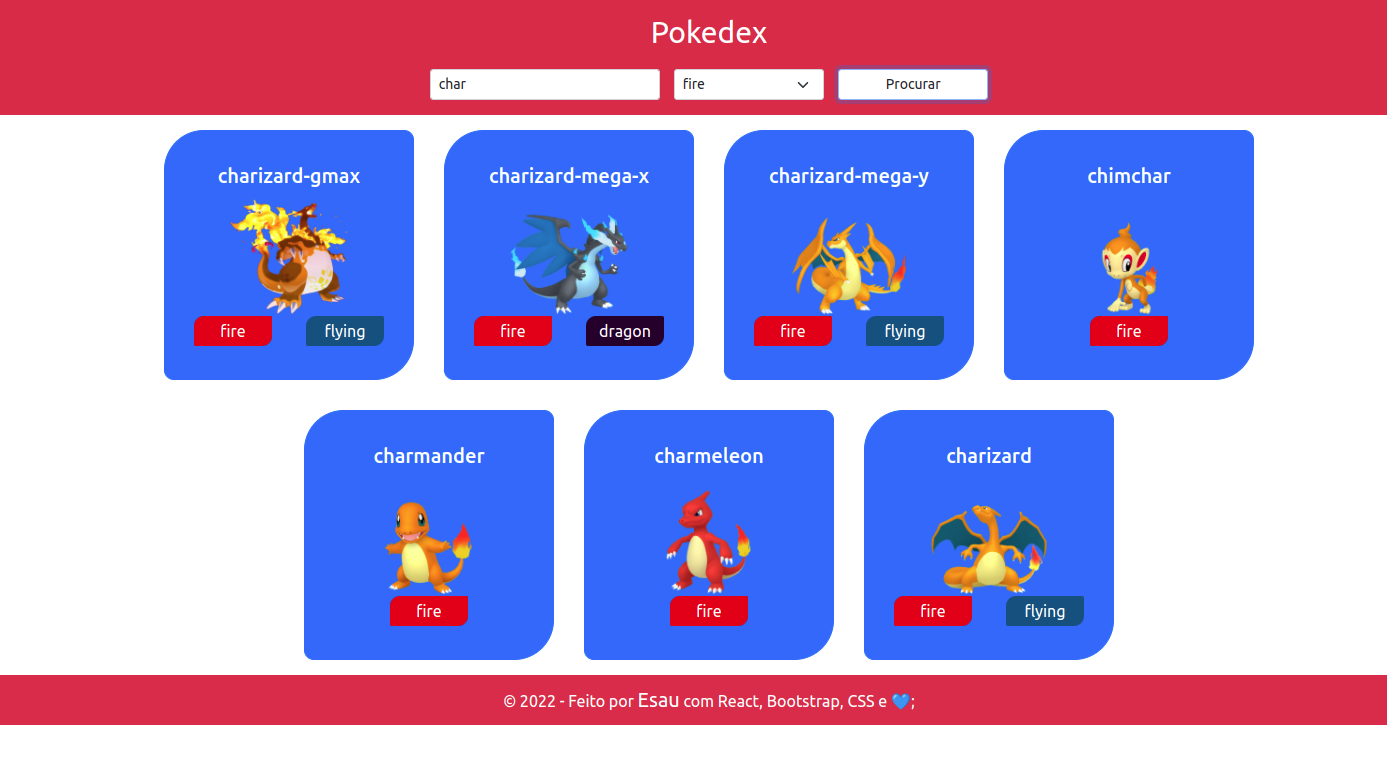 Pokedex
char fire Procurar
charizard-gmax charizard-mega-x charizard-mega-y chimchar
fire flying fire dragon fire flying fire
charmander charmeleon charizard
fire fire fire flying
© 2022 - Feito por Esau com React, Bootstrap, CSS e 💙;